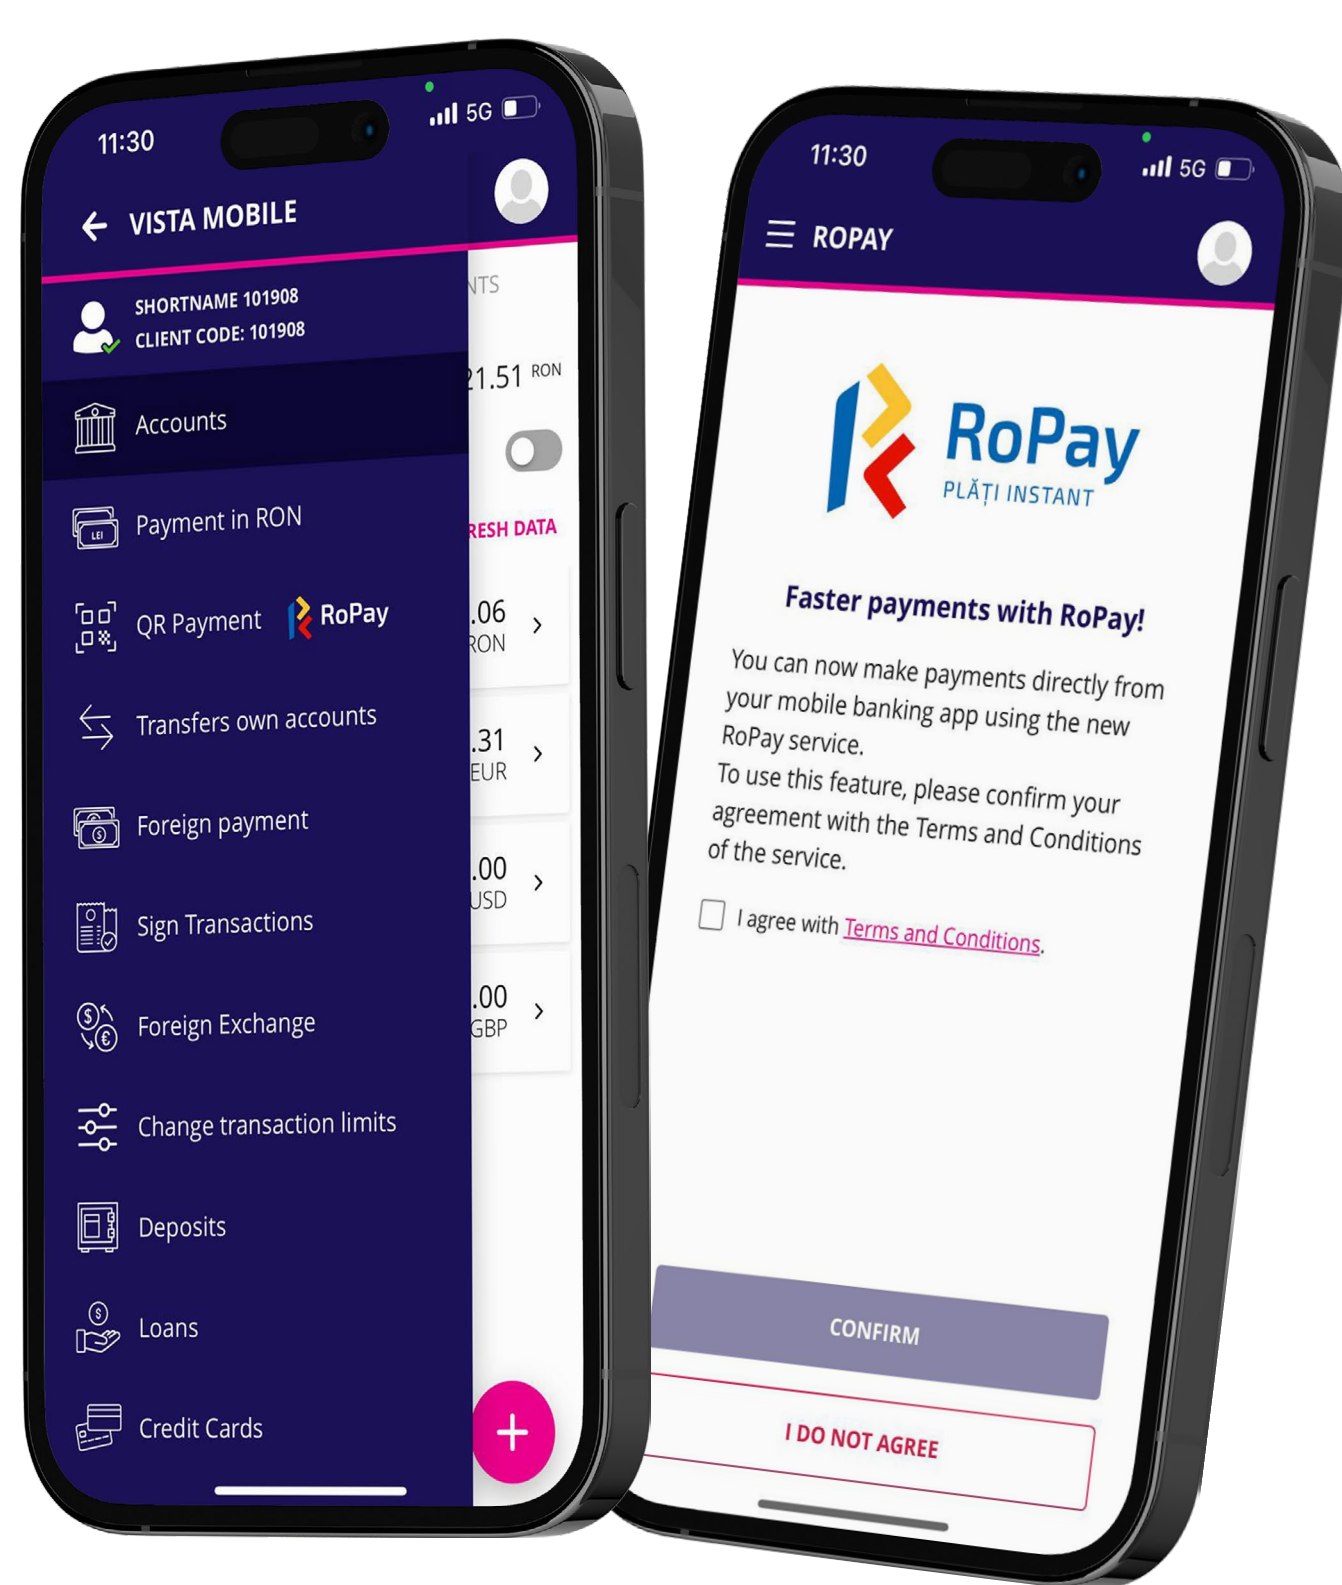 11:30
5G
VISTA MOBILE
SHORTNAME 101908
CLIENT CODE: 101908
Accounts
Payment in RON
LEI
QR Payment RoPay
Transfers own accounts
Foreign payment
Sign Transactions
Foreign Exchange
Change transaction limits
Deposits
Loans
Credit Cards
NTS
21.51 RON
RESH DATA
.06
RON
.31
EUR
.00
USD
.00
GBP
+
11:30
5G
ROPAY
RoPay
PLĂȚI INSTANT
Faster payments with RoPay!
You can now make payments directly from
your mobile banking app using the new
RoPay service.
To use this feature, please confirm your
agreement with the Terms and Conditions
of the service.
I agree with Terms and Conditions.
CONFIRM
I DO NOT AGREE